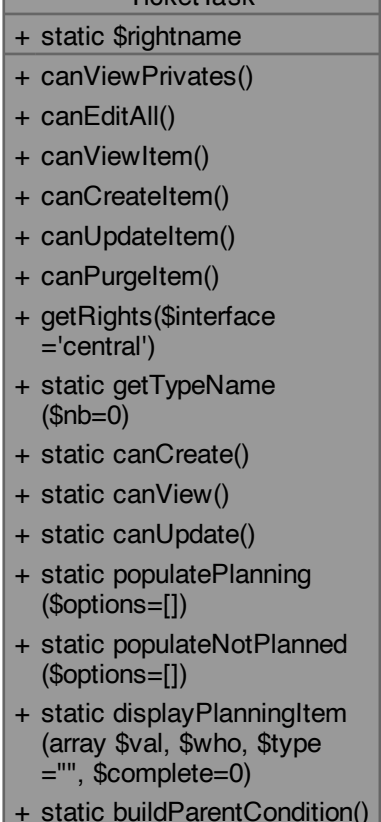 TicketTask
+ static $rightname
+ canViewPrivates()
+ canEditAll()
+ canViewItem()
+ canCreateItem()
+ canUpdateItem()
+ canPurgeItem()
+ getRights($interface
='central')
+ static getTypeName
($nb=0)
+ static canCreate()
+ static canView()
+ static canUpdate()
+ static populatePlanning
($options=[])
+ static populateNotPlanned
($options=[])
+ static displayPlanningItem
(array $val, $who, $type
="", $complete=0)
+ static buildParentCondition()